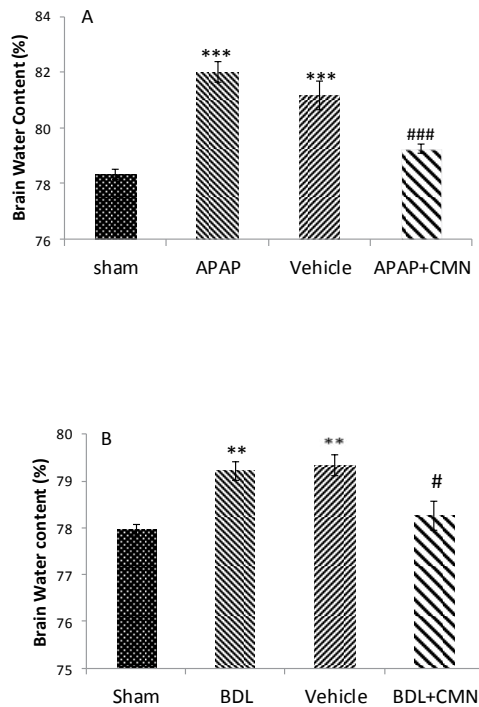 A
Brain Water Content (%)
84
82
80
78
76
***
***
###
sham APAP Vehicle APAP+CMN
B
Brain Water content (%)
80
79
78
77
76
75
**
**
#
Sham BDL Vehicle BDL+CMN